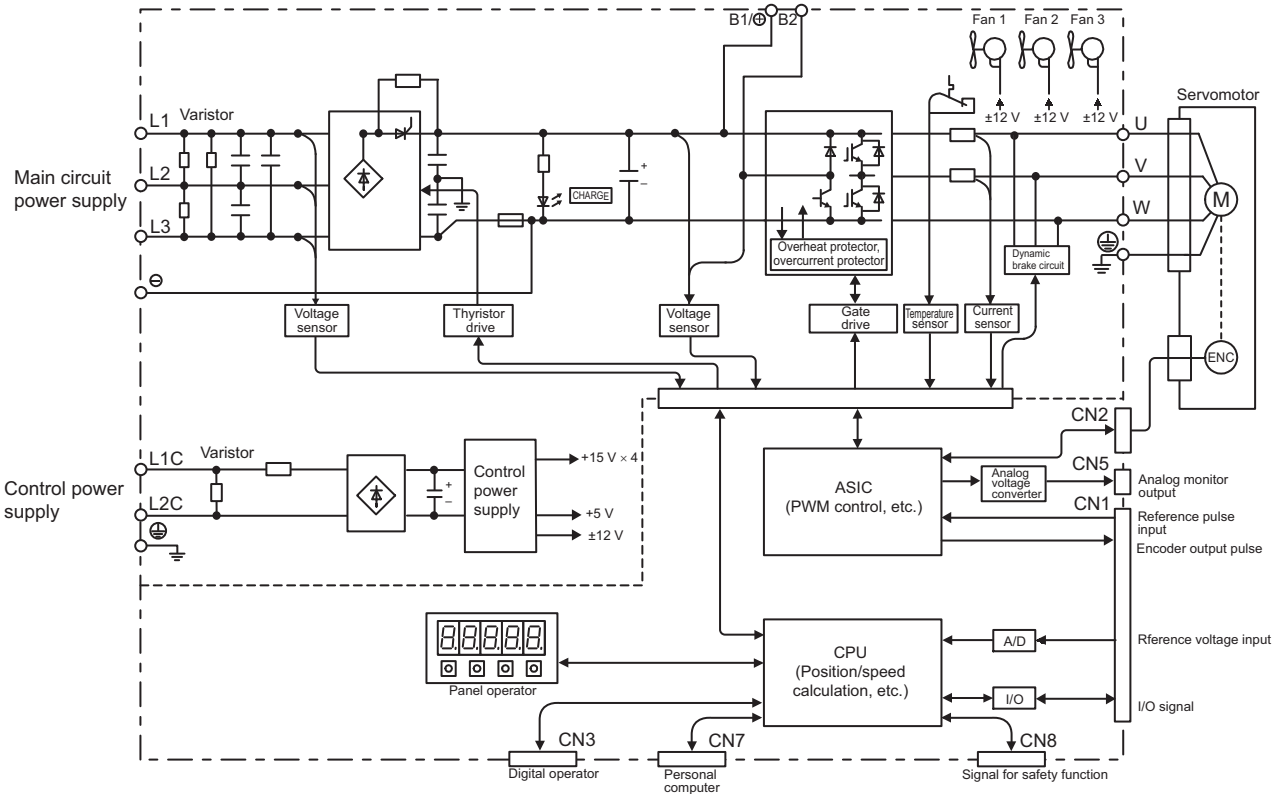 B1/⊕ B2
Fan 1 Fan 2 Fan 3
±12 V ±12 V ±12 V
Servomotor
L1
Varistor
U
L2
V
Main circuit
power supply
+
–
CHARGE
M
W
L3
Overheat protector,
overcurrent protector
Dynamic
brake circuit
⊖
Voltage
sensor
Thyristor
drive
Voltage
sensor
Gate
drive
Temperature
sensor
Current
sensor
ENC
CN2
L1C
Varistor
Control power
supply
L2C
+
–
Control
power
supply
+15 V × 4
+5 V
±12 V
ASIC
(PWM control, etc.)
Analog
voltage
converter
CN5
Analog monitor
output
CN1
Reference pulse
input
Encoder output pulse
8.8.8.8.8.
Panel operator
CPU
(Position/speed
calculation, etc.)
A/D
Rference voltage input
I/O
I/O signal
CN3
Digital operator
CN7
Personal
computer
CN8
Signal for safety function